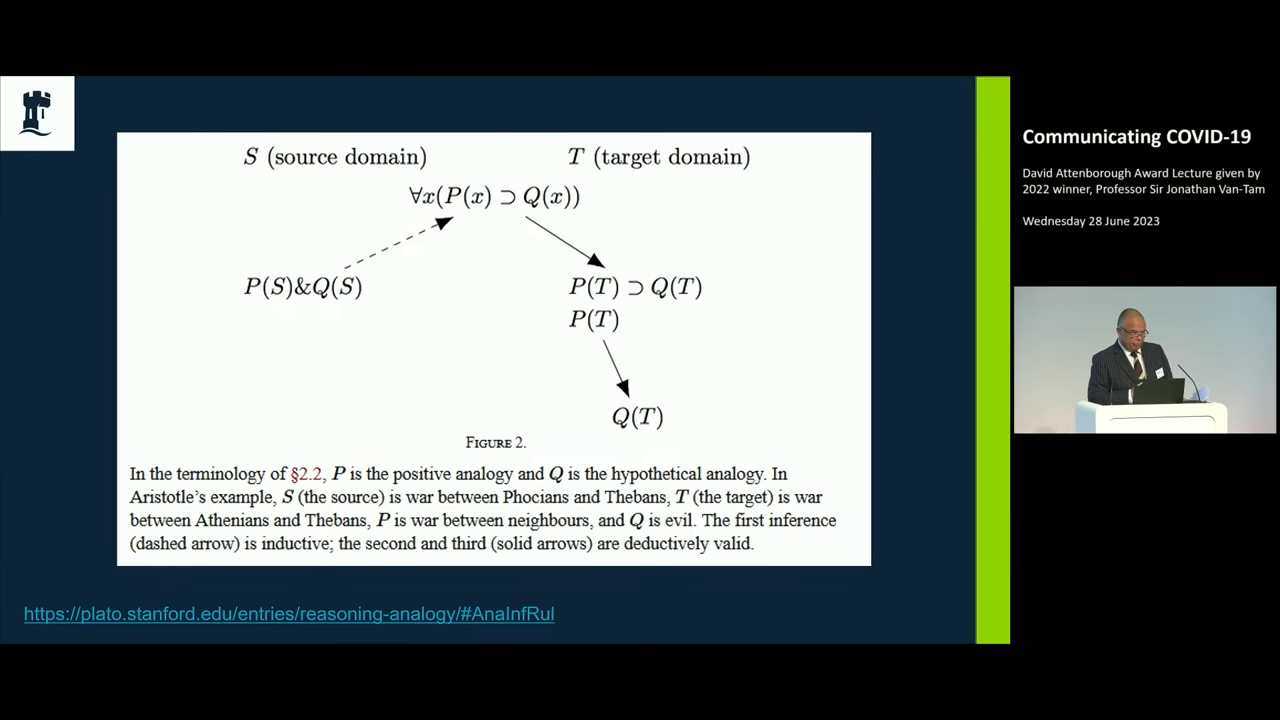 S (source domain) T (target domain)
∀x(P(x) ⊃ Q(x))
P(S)&Q(S) P(T) ⊃ Q(T)
P(T)
Q(T)
FIGURE 2.
In the terminology of §2.2, P is the positive analogy and Q is the hypothetical analogy. In
Aristotle's example, S (the source) is war between Phocians and Thebans, T (the target) is war
between Athenians and Thebans, P is war between neighbours, and Q is evil. The first inference
(dashed arrow) is inductive; the second and third (solid arrows) are deductively valid.
https://plato.stanford.edu/entries/reasoning-analogy/#AnaInfRul
Communicating COVID-19
David Attenborough Award Lecture given by
2022 winner, Professor Sir Jonathan Van-Tam
Wednesday 28 June 2023